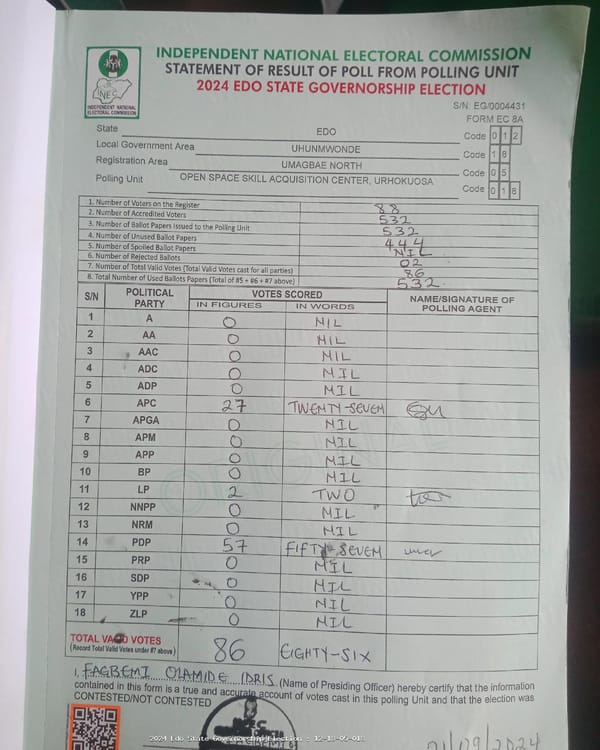 INDEPENDENT NATIONAL ELECTORAL COMMISSION
STATEMENT OF RESULT OF POLL FROM POLLING UNIT
2024 EDO STATE GOVERNORSHIP ELECTION
INEC
INDEPENDENT NATIONAL ELECTORAL COMMISSION
S/N: EG/0004431
FORM EC 8A
State EDO Code 0 1 2
Local Government Area UHUNMWONDE Code 1 8
Registration Area UMAGBAE NORTH Code 0 5
Polling Unit OPEN SPACE SKILL ACQUISITION CENTER, URHOKUOSA Code 0 1 8
1. Number of Voters on the Register 88
2. Number of Accredited Voters 532
3. Number of Ballot Papers Issued to the Polling Unit 532
4. Number of Unused Ballot Papers 444
5. Number of Spoiled Ballot Papers NIL
6. Number of Rejected Ballots 02
7. Number of Total Valid Votes (Total Valid Votes cast for all parties) 86
8. Total Number of Used Ballots Papers (Total of #5 + #6 + #7 above) 532
S/N POLITICAL PARTY VOTES SCORED NAME/SIGNATURE OF POLLING AGENT
IN FIGURES IN WORDS
1 A 0 NIL
2 AA 0 NIL
3 AAC 0 NIL
4 ADC 0 NIL
5 ADP 0 NIL
6 APC 27 TWENTY-SEVEN
7 APGA 0 NIL
8 APM 0 NIL
9 APP 0 NIL
10 BP 0 NIL
11 LP 2 TWO
12 NNPP 0 NIL
13 NRM 0 NIL
14 PDP 57 FIFTY-SEVEN
15 PRP 0 NIL
16 SDP 0 NIL
17 YPP 0 NIL
18 ZLP 0 NIL
TOTAL VALID VOTES 86 EIGHTY-SIX
(Record Total Valid Votes under #7 above)
ORIGINAL
I, FAGBEMI OLAMIDE IDRIS (Name of Presiding Officer) hereby certify that the information
contained in this form is a true and accurate account of votes cast in this polling unit and that the election was
CONTESTED/NOT CONTESTED
INEC
2024 Edo State Governorship Election : 12-18-05-018
21/09/2024